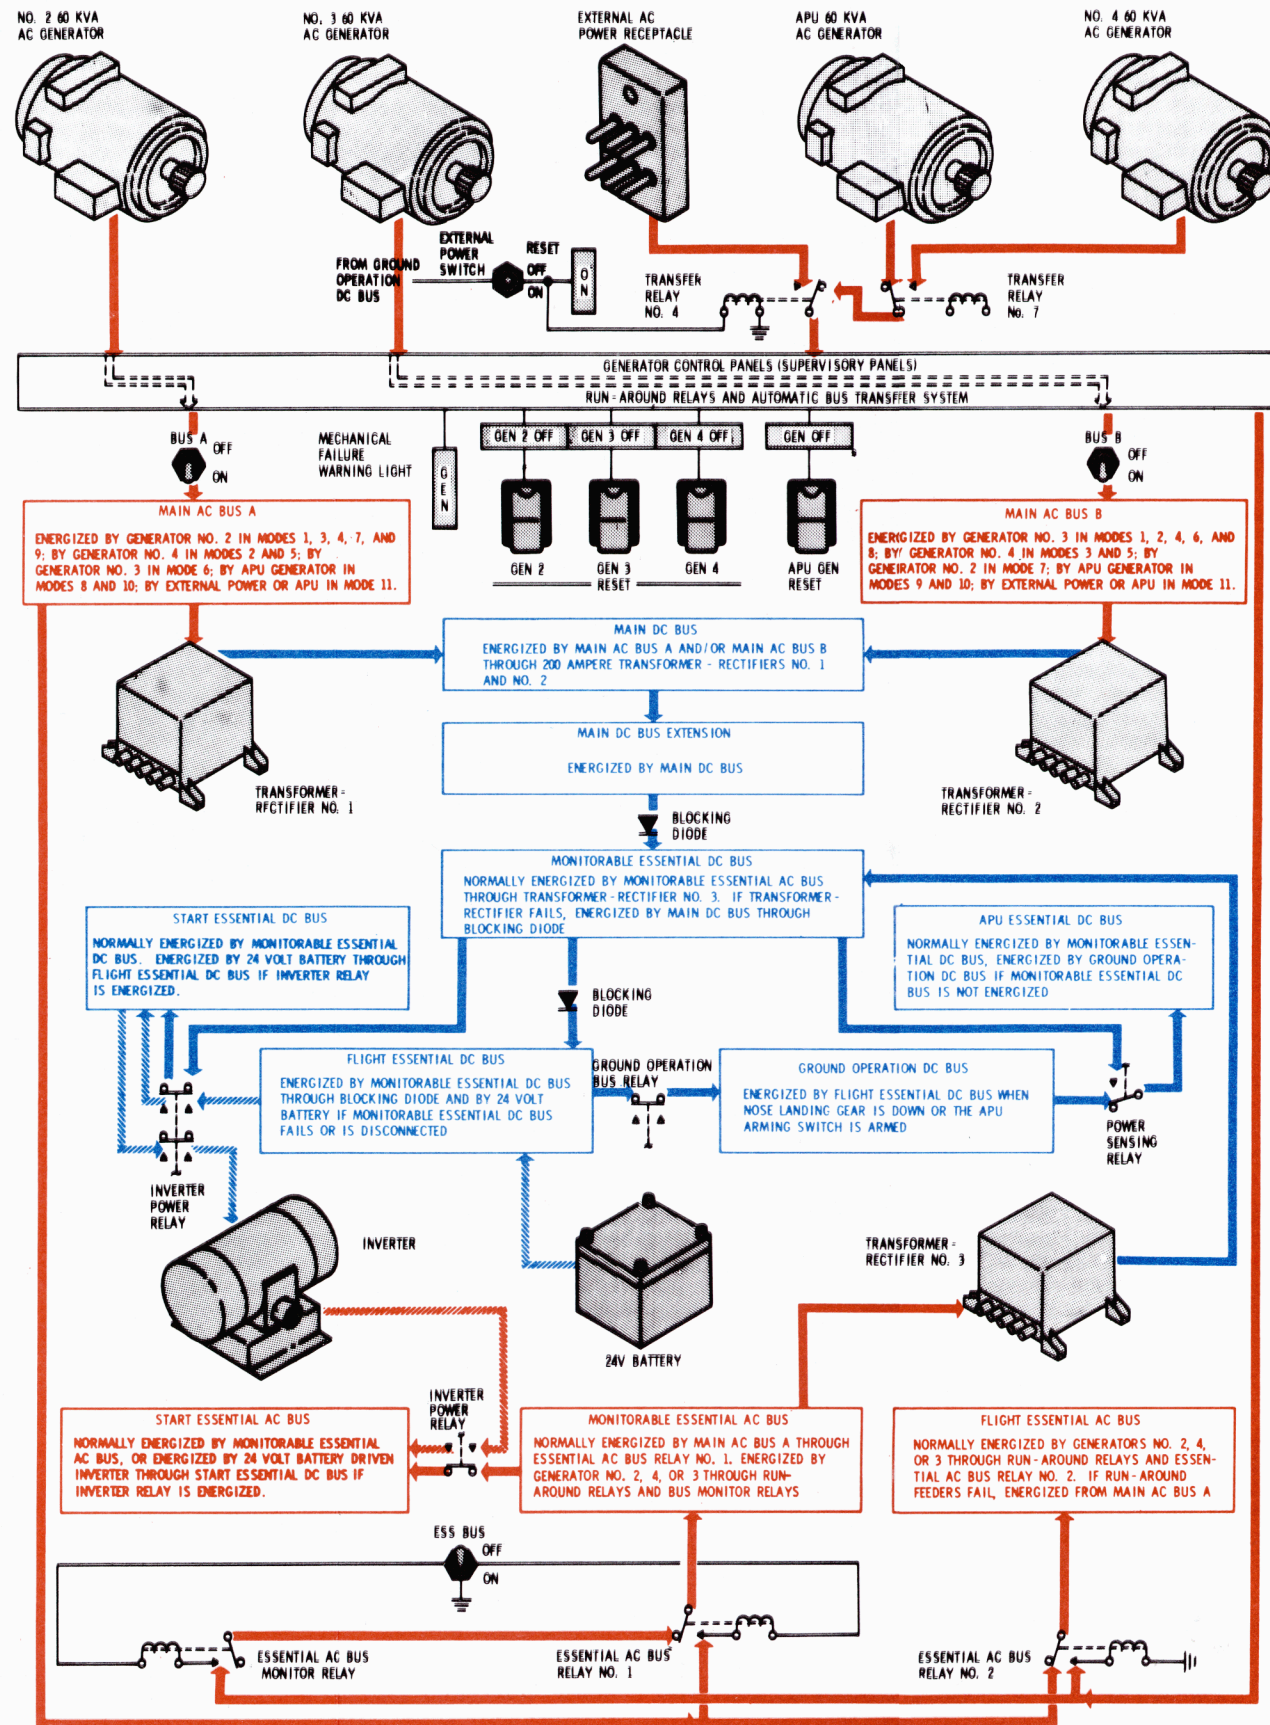 NO. 2 60 KVA
AC GENERATOR
NO. 3 60 KVA
AC GENERATOR
EXTERNAL AC
POWER RECEPTACLE
APU 60 KVA
AC GENERATOR
NO. 4 60 KVA
AC GENERATOR
FROM GROUND
OPERATION
DC BUS
EXTERNAL
POWER
SWITCH
RESET
OFF
ON
ON
TRANSFER
RELAY
NO. 4
TRANSFER
RELAY
No. 7
GENERATOR CONTROL PANELS (SUPERVISORY PANELS)
RUN-AROUND RELAYS AND AUTOMATIC BUS TRANSFER SYSTEM
BUS A
OFF
ON
MECHANICAL
FAILURE
WARNING LIGHT
GEN
GEN 2 OFF
GEN 3 OFF
GEN 4 OFF
GEN OFF
GEN 2
GEN 3
GEN 4
RESET
APU GEN
RESET
BUS B
OFF
ON
MAIN AC BUS A
ENERGIZED BY GENERATOR NO. 2 IN MODES 1, 3, 4, 7, AND
9; BY GENERATOR NO. 4 IN MODES 2 AND 5; BY
GENERATOR NO. 3 IN MODE 6; BY APU GENERATOR IN
MODES 8 AND 10; BY EXTERNAL POWER OR APU IN MODE 11.
MAIN AC BUS B
ENERGIZED BY GENERATOR NO. 3 IN MODES 1, 2, 4, 6, AND
8; BY GENERATOR NO. 4 IN MODES 3 AND 5; BY
GENEIRATOR NO. 2 IN MODE 7; BY APU GENERATOR IN
MODES 9 AND 10; BY EXTERNAL POWER OR APU IN MODE 11.
MAIN DC BUS
ENERGIZED BY MAIN AC BUS A AND/OR MAIN AC BUS B
THROUGH 200 AMPERE TRANSFORMER - RECTIFIERS NO. 1
AND NO. 2
MAIN DC BUS EXTENSION
ENERGIZED BY MAIN DC BUS
TRANSFORMER-
RFCTIFIER NO. 1
TRANSFORMER-
RECTIFIER NO. 2
BLOCKING
DIODE
MONITORABLE ESSENTIAL DC BUS
NORMALLY ENERGIZED BY MONITORABLE ESSENTIAL AC BUS
THROUGH TRANSFORMER-RECTIFIER NO. 3. IF TRANSFORMER-
RECTIFIER FAILS, ENERGIZED BY MAIN DC BUS THROUGH
BLOCKING DIODE
START ESSENTIAL DC BUS
NORMALLY ENERGIZED BY MONITORABLE ESSENTIAL
DC BUS. ENERGIZED BY 24 VOLT BATTERY THROUGH
FLIGHT ESSENTIAL DC BUS IF INVERTER RELAY
IS ENERGIZED.
APU ESSENTIAL DC BUS
NORMALLY ENERGIZED BY MONITORABLE ESSEN-
TIAL DC BUS, ENERGIZED BY GROUND OPERA-
TION DC BUS IF MONITORABLE ESSENTIAL DC
BUS IS NOT ENERGIZED
BLOCKING
DIODE
FLIGHT ESSENTIAL DC BUS
ENERGIZED BY MONITORABLE ESSENTIAL DC BUS
THROUGH BLOCKING DIODE AND BY 24 VOLT
BATTERY IF MONITORABLE ESSENTIAL DC BUS
FAILS OR IS DISCONNECTED
GROUND OPERATION
BUS RELAY
GROUND OPERATION DC BUS
ENERGIZED BY FLIGHT ESSENTIAL DC BUS WHEN
NOSE LANDING GEAR IS DOWN OR THE APU
ARMING SWITCH IS ARMED
POWER
SENSING
RELAY
INVERTER
POWER
RELAY
INVERTER
24V BATTERY
TRANSFORMER-
RECTIFIER NO. 3
INVERTER
POWER
RELAY
START ESSENTIAL AC BUS
NORMALLY ENERGIZED BY MONITORABLE ESSENTIAL
AC BUS, OR ENERGIZED BY 24 VOLT BATTERY DRIVEN
INVERTER THROUGH START ESSENTIAL DC BUS IF
INVERTER RELAY IS ENERGIZED.
MONITORABLE ESSENTIAL AC BUS
NORMALLY ENERGIZED BY MAIN AC BUS A THROUGH
ESSENTIAL AC BUS RELAY NO. 1. ENERGIZED BY
GENERATOR NO. 2, 4, OR 3 THROUGH RUN-
AROUND RELAYS AND BUS MONITOR RELAYS
FLIGHT ESSENTIAL AC BUS
NORMALLY ENERGIZED BY GENERATORS NO. 2, 4,
OR 3 THROUGH RUN-AROUND RELAYS AND ESSEN-
TIAL AC BUS RELAY NO. 2. IF RUN-AROUND
FEEDERS FAIL, ENERGIZED FROM MAIN AC BUS A
ESS BUS
OFF
ON
ESSENTIAL AC BUS
MONITOR RELAY
ESSENTIAL AC BUS
RELAY NO. 1
ESSENTIAL AC BUS
RELAY NO. 2